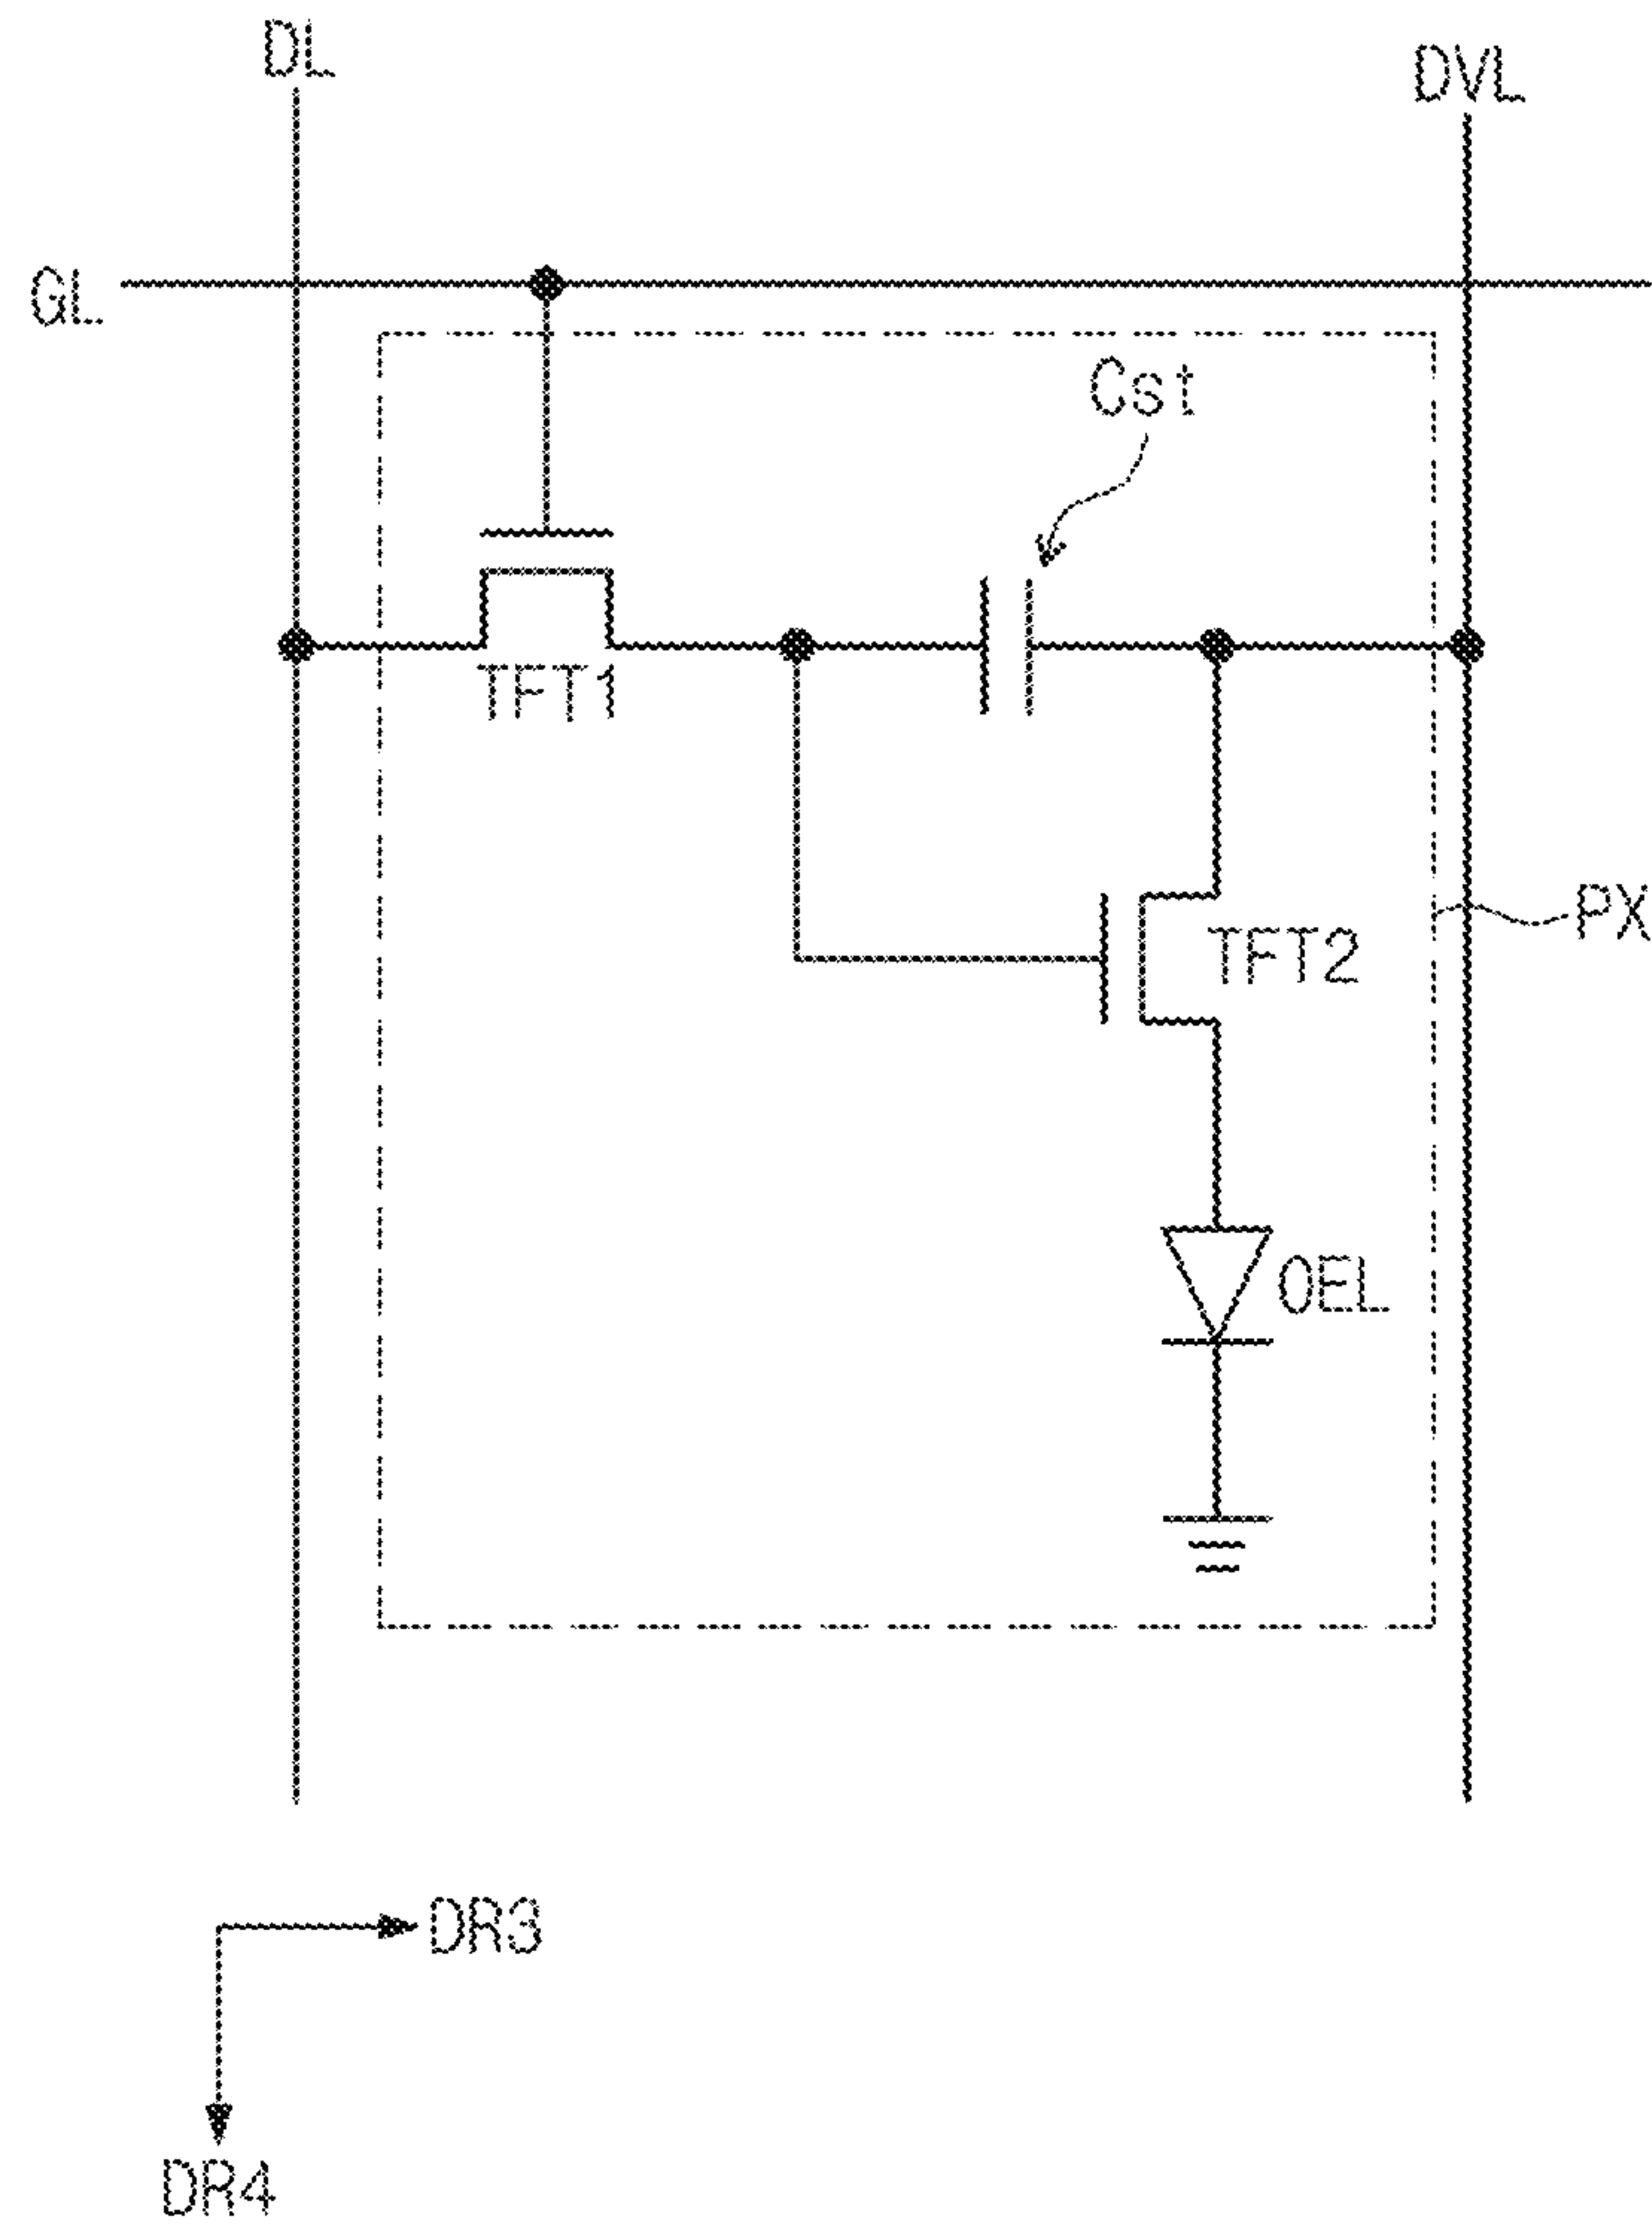 DL
DVL
GL
Cst
TFT1
PX
TFT2
OEL
DR3
DR4